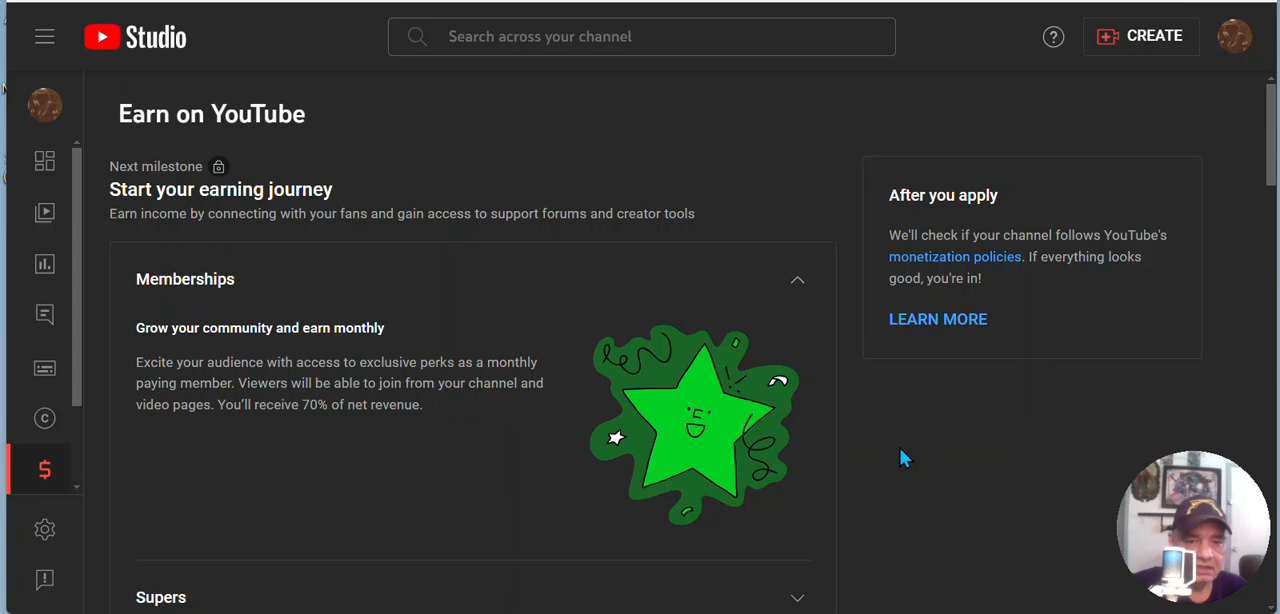 Studio
Search across your channel
CREATE
Earn on YouTube
Next milestone
Start your earning journey
Earn income by connecting with your fans and gain access to support forums and creator tools
Memberships
Grow your community and earn monthly
Excite your audience with access to exclusive perks as a monthly
paying member. Viewers will be able to join from your channel and
video pages. You'll receive 70% of net revenue.
Supers
After you apply
We'll check if your channel follows YouTube's
monetization policies. If everything looks
good, you're in!
LEARN MORE